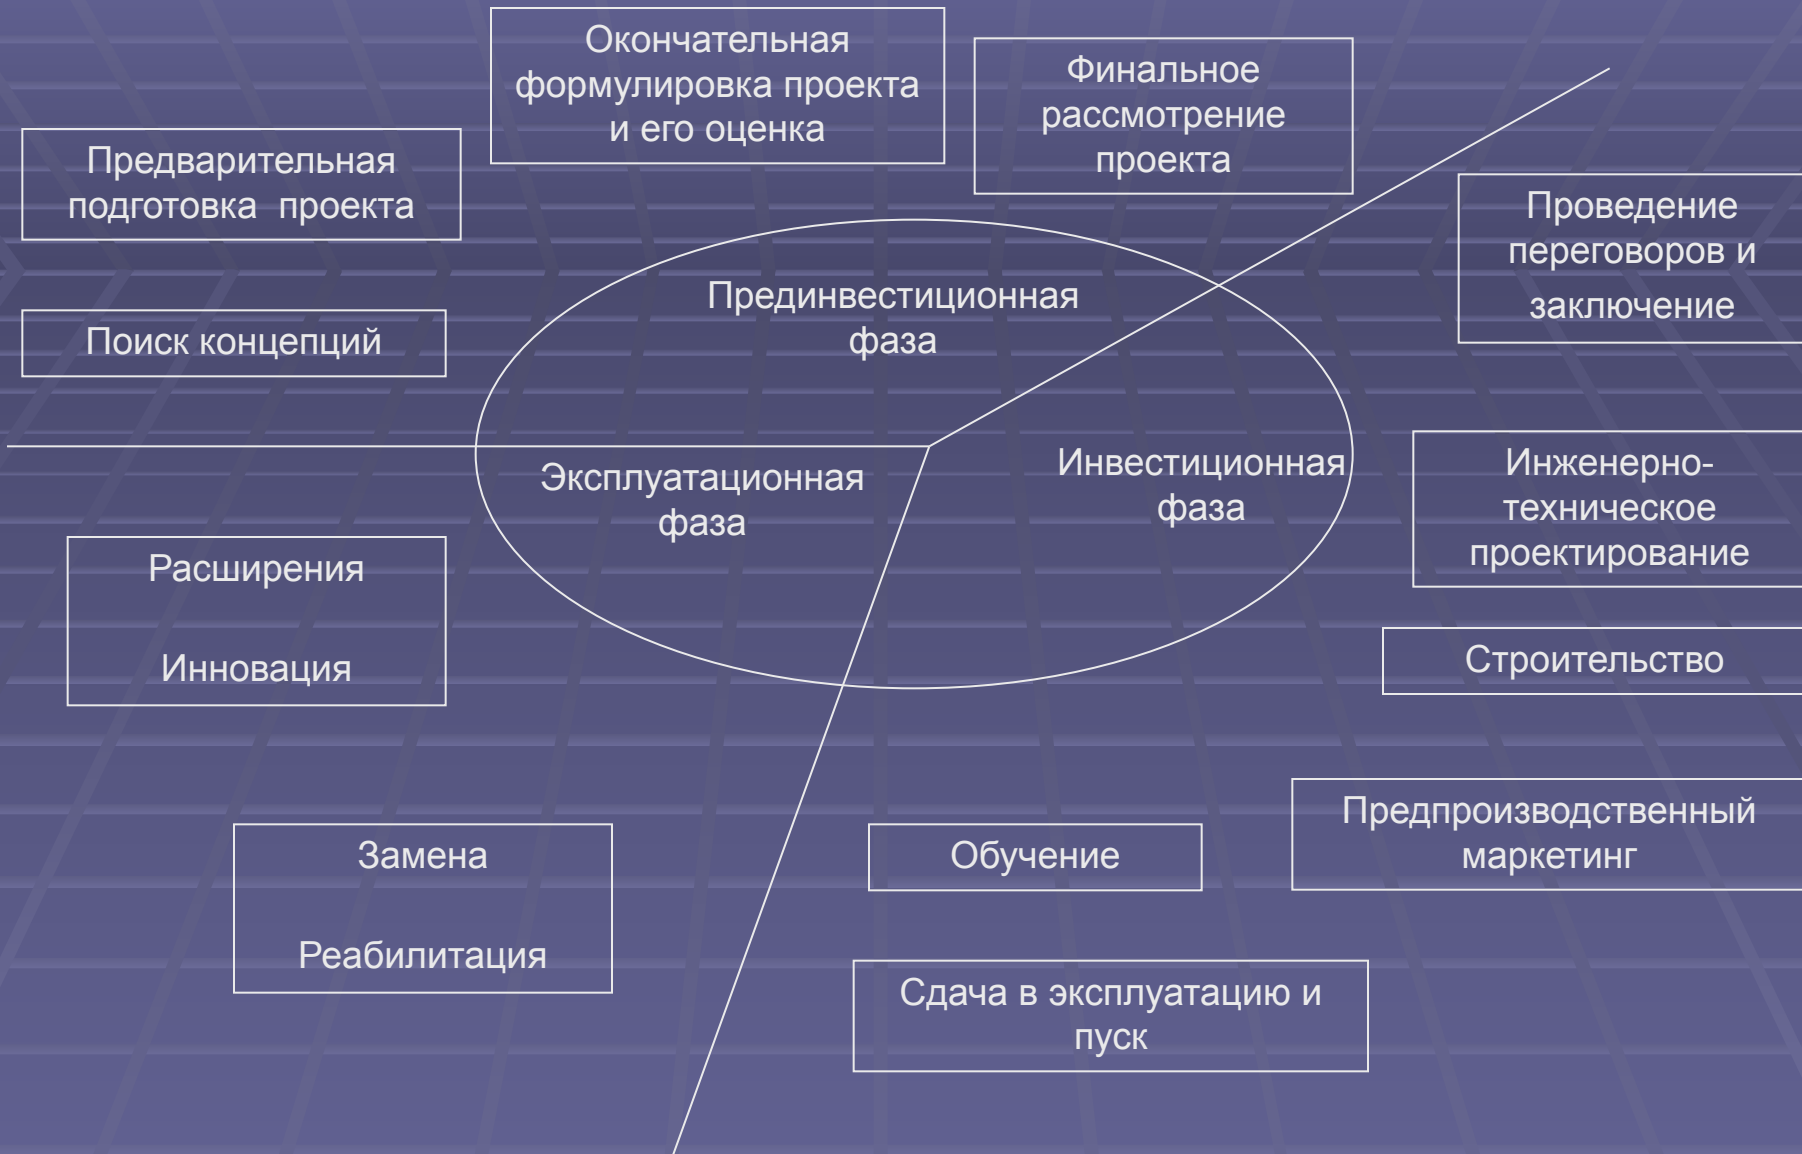 Окончательная
формулировка проекта
и его оценка
Финальное
рассмотрение
проекта
Предварительная
подготовка проекта
Проведение
переговоров и
заключение
Поиск концепций
Прединвестиционная
фаза
Эксплуатационная
фаза
Инвестиционная
фаза
Инженерно-
техническое
проектирование
Расширения
Инновация
Строительство
Предпроизводственный
маркетинг
Замена
Реабилитация
Обучение
Сдача в эксплуатацию и
пуск